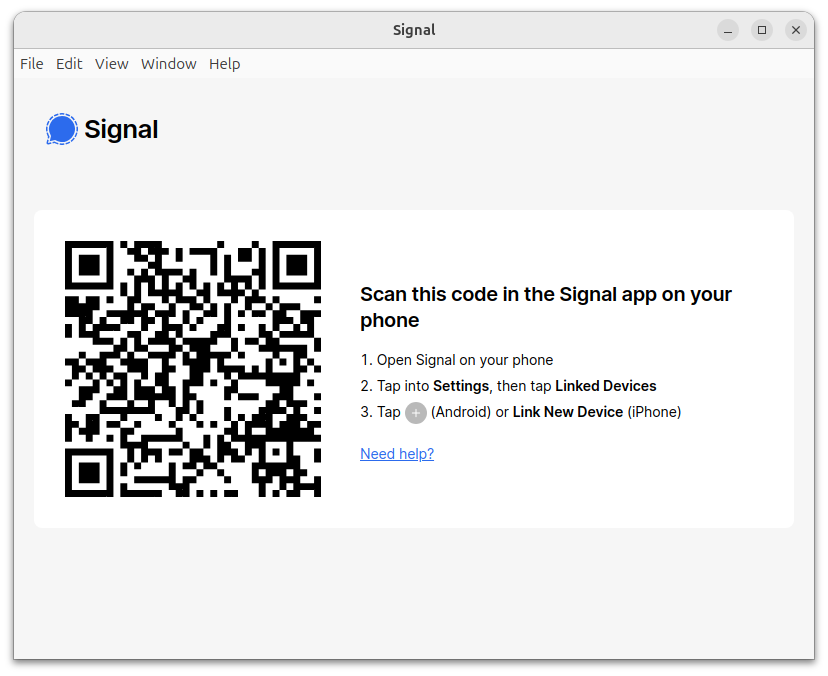 Signal
File Edit View Window Help
Signal
Scan this code in the Signal app on your
phone
1. Open Signal on your phone
2. Tap into Settings, then tap Linked Devices
3. Tap + (Android) or Link New Device (iPhone)
Need help?